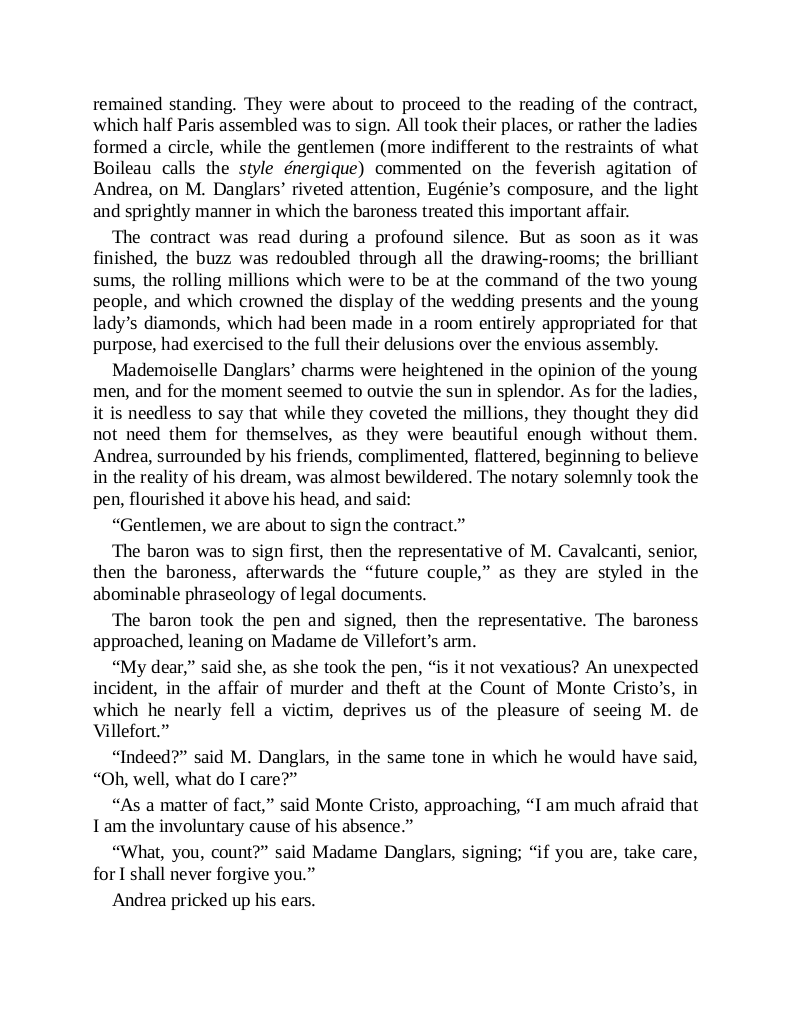 remained standing. They were about to proceed to the reading of the contract,
which half Paris assembled was to sign. All took their places, or rather the ladies
formed a circle, while the gentlemen (more indifferent to the restraints of what
Boileau calls the style énergique) commented on the feverish agitation of
Andrea, on M. Danglars’ riveted attention, Eugénie’s composure, and the light
and sprightly manner in which the baroness treated this important affair.
The contract was read during a profound silence. But as soon as it was
finished, the buzz was redoubled through all the drawing-rooms; the brilliant
sums, the rolling millions which were to be at the command of the two young
people, and which crowned the display of the wedding presents and the young
lady’s diamonds, which had been made in a room entirely appropriated for that
purpose, had exercised to the full their delusions over the envious assembly.
Mademoiselle Danglars’ charms were heightened in the opinion of the young
men, and for the moment seemed to outvie the sun in splendor. As for the ladies,
it is needless to say that while they coveted the millions, they thought they did
not need them for themselves, as they were beautiful enough without them.
Andrea, surrounded by his friends, complimented, flattered, beginning to believe
in the reality of his dream, was almost bewildered. The notary solemnly took the
pen, flourished it above his head, and said:
“Gentlemen, we are about to sign the contract.”
The baron was to sign first, then the representative of M. Cavalcanti, senior,
then the baroness, afterwards the “future couple,” as they are styled in the
abominable phraseology of legal documents.
The baron took the pen and signed, then the representative. The baroness
approached, leaning on Madame de Villefort’s arm.
“My dear,” said she, as she took the pen, “is it not vexatious? An unexpected
incident, in the affair of murder and theft at the Count of Monte Cristo’s, in
which he nearly fell a victim, deprives us of the pleasure of seeing M. de
Villefort.”
“Indeed?” said M. Danglars, in the same tone in which he would have said,
“Oh, well, what do I care?”
“As a matter of fact,” said Monte Cristo, approaching, “I am much afraid that
I am the involuntary cause of his absence.”
“What, you, count?” said Madame Danglars, signing; “if you are, take care,
for I shall never forgive you.”
Andrea pricked up his ears.